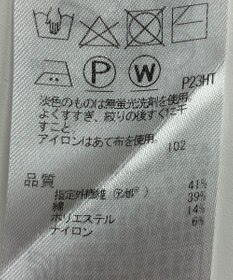 P W
P23HT
淡色のものは無蛍光洗剤を使用
よくすすぎ、絞りの後すぐに干
すこと。
アイロンはあて布を使用
102
品質
指定外繊維(テンセル) 41%
綿 39%
ポリエステル 14%
ナイロン 6%